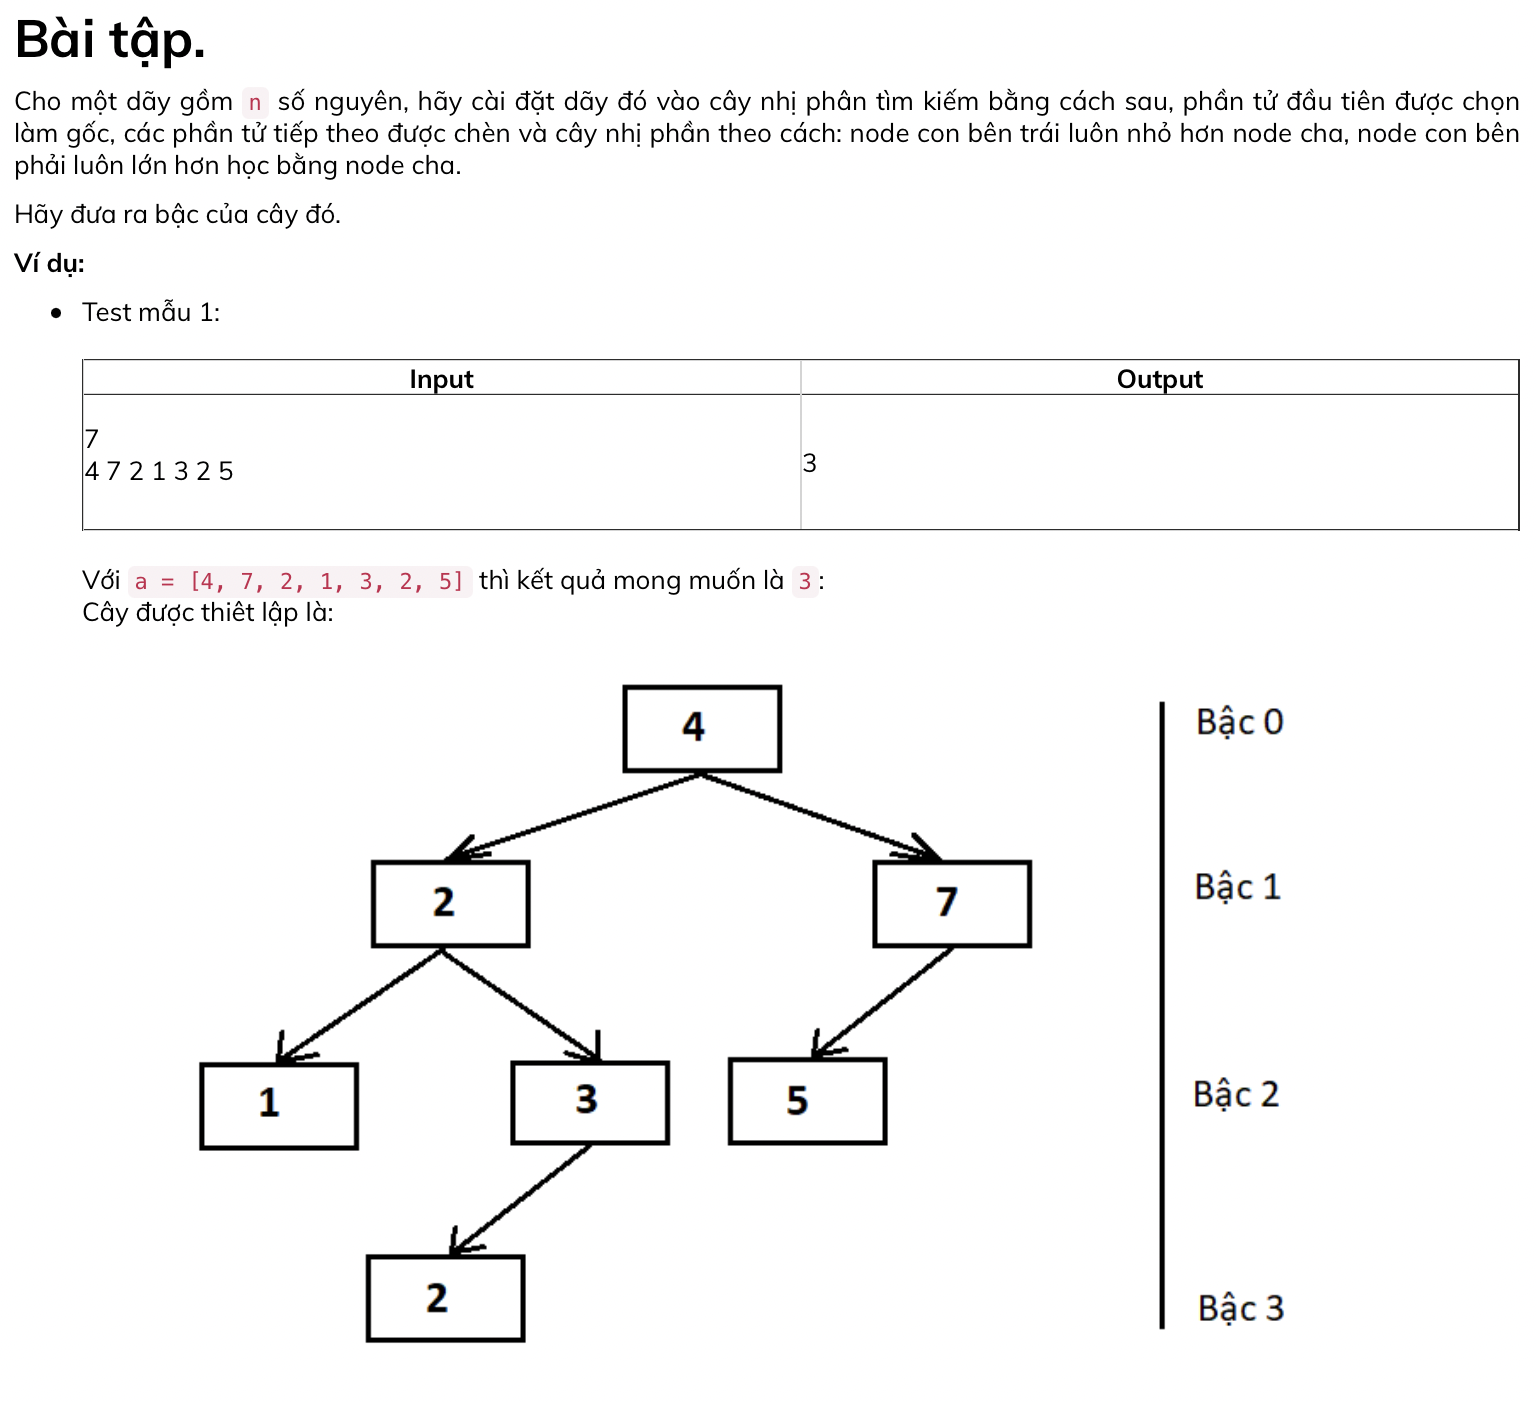 Bài tập.
Cho một dãy gồm n số nguyên, hãy cài đặt dãy đó vào cây nhị phân tìm kiếm bằng cách sau, phần tử đầu tiên được chọn
làm gốc, các phần tử tiếp theo được chèn và cây nhị phần theo cách: node con bên trái luôn nhỏ hơn node cha, node con bên
phải luôn lớn hơn học bằng node cha.
Hãy đưa ra bậc của cây đó.
Ví dụ:
Test mẫu 1:
Input Output
7
4 7 2 1 3 2 5
3
Với a = [4, 7, 2, 1, 3, 2, 5] thì kết quả mong muốn là 3:
Cây được thiêt lập là:
4 Bậc 0
2 7 Bậc 1
1 3 5 Bậc 2
2 Bậc 3